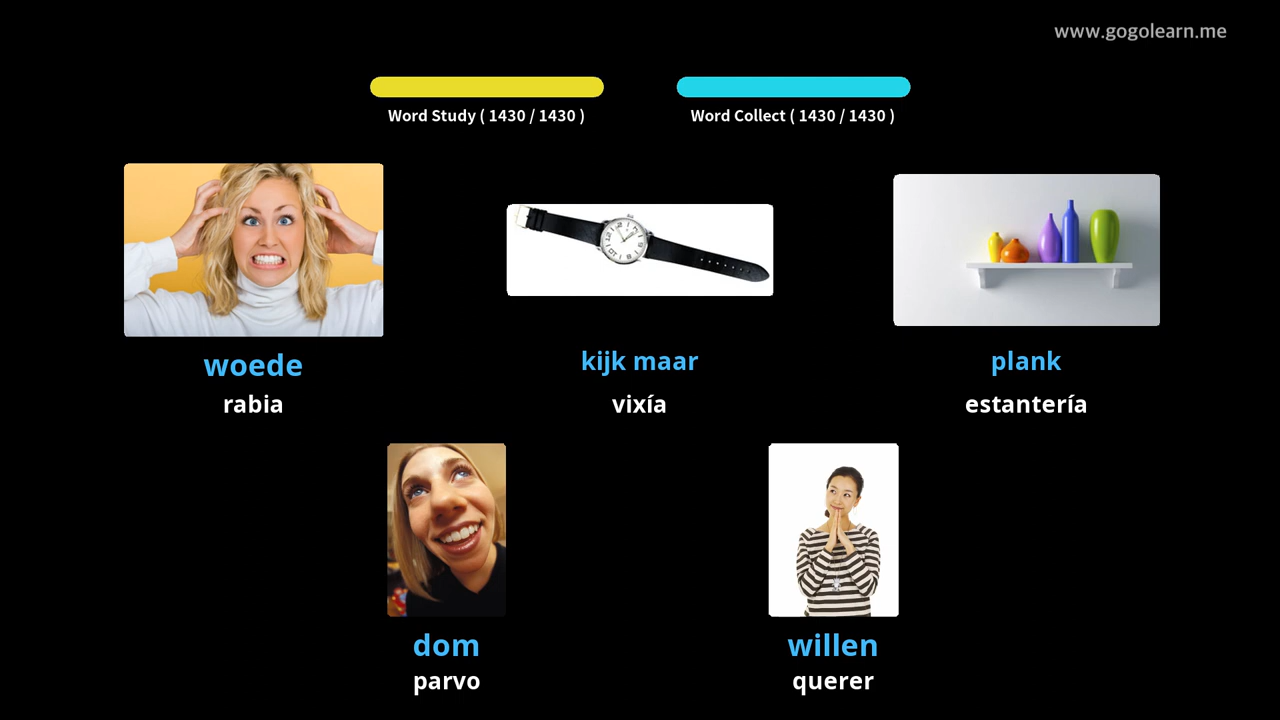 www.gogolearn.me
Word Study ( 1430 / 1430 )
Word Collect ( 1430 / 1430 )
woede
rabia
kijk maar
vixía
plank
estantería
dom
parvo
willen
querer